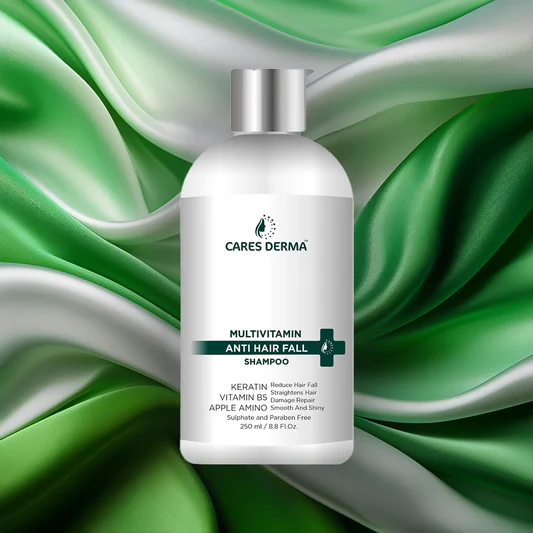 CARES DERMA™
MULTIVITAMIN
ANTI HAIR FALL
SHAMPOO
KERATIN Reduce Hair Fall
VITAMIN B5 Straightens Hair
Damage Repair
APPLE AMINO Smooth And Shiny
Sulphate and Paraben Free
250 ml / 8.8 Fl.Oz.